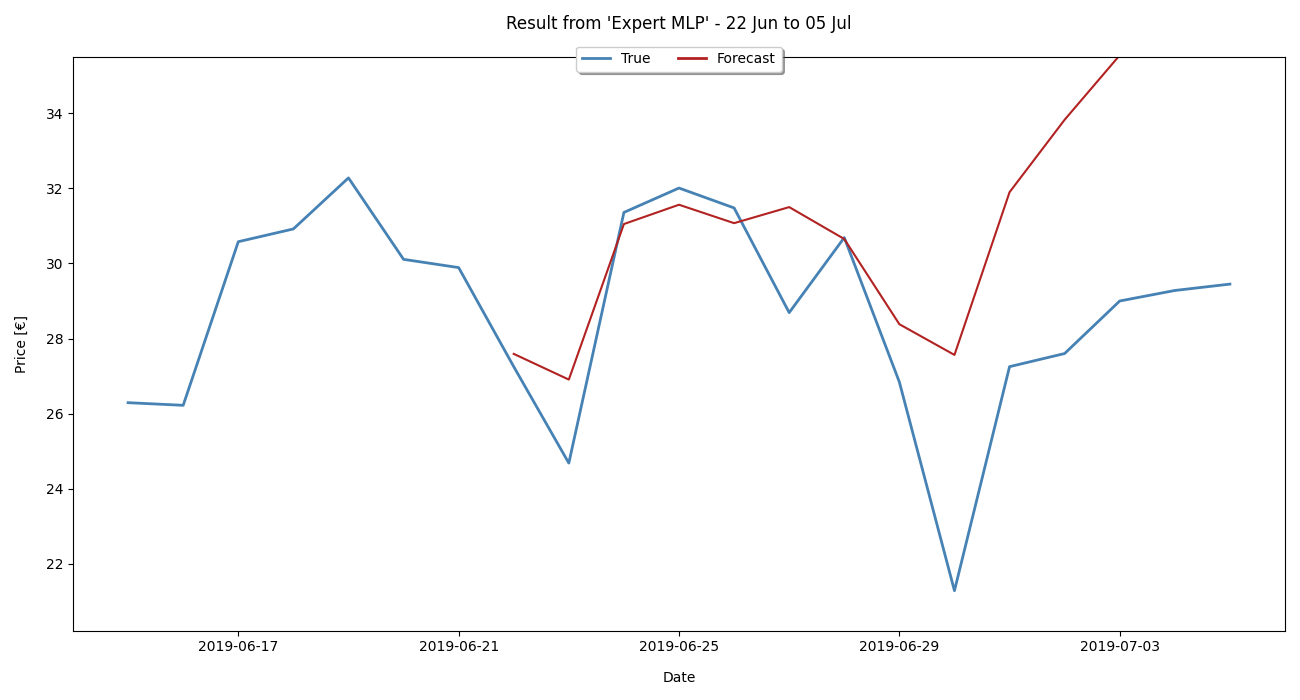 Result from 'Expert MLP' - 22 Jun to 05 Jul
True Forecast
34
32
30
28
26
24
22
Price [€]
2019-06-17 2019-06-21 2019-06-25 2019-06-29 2019-07-03
Date